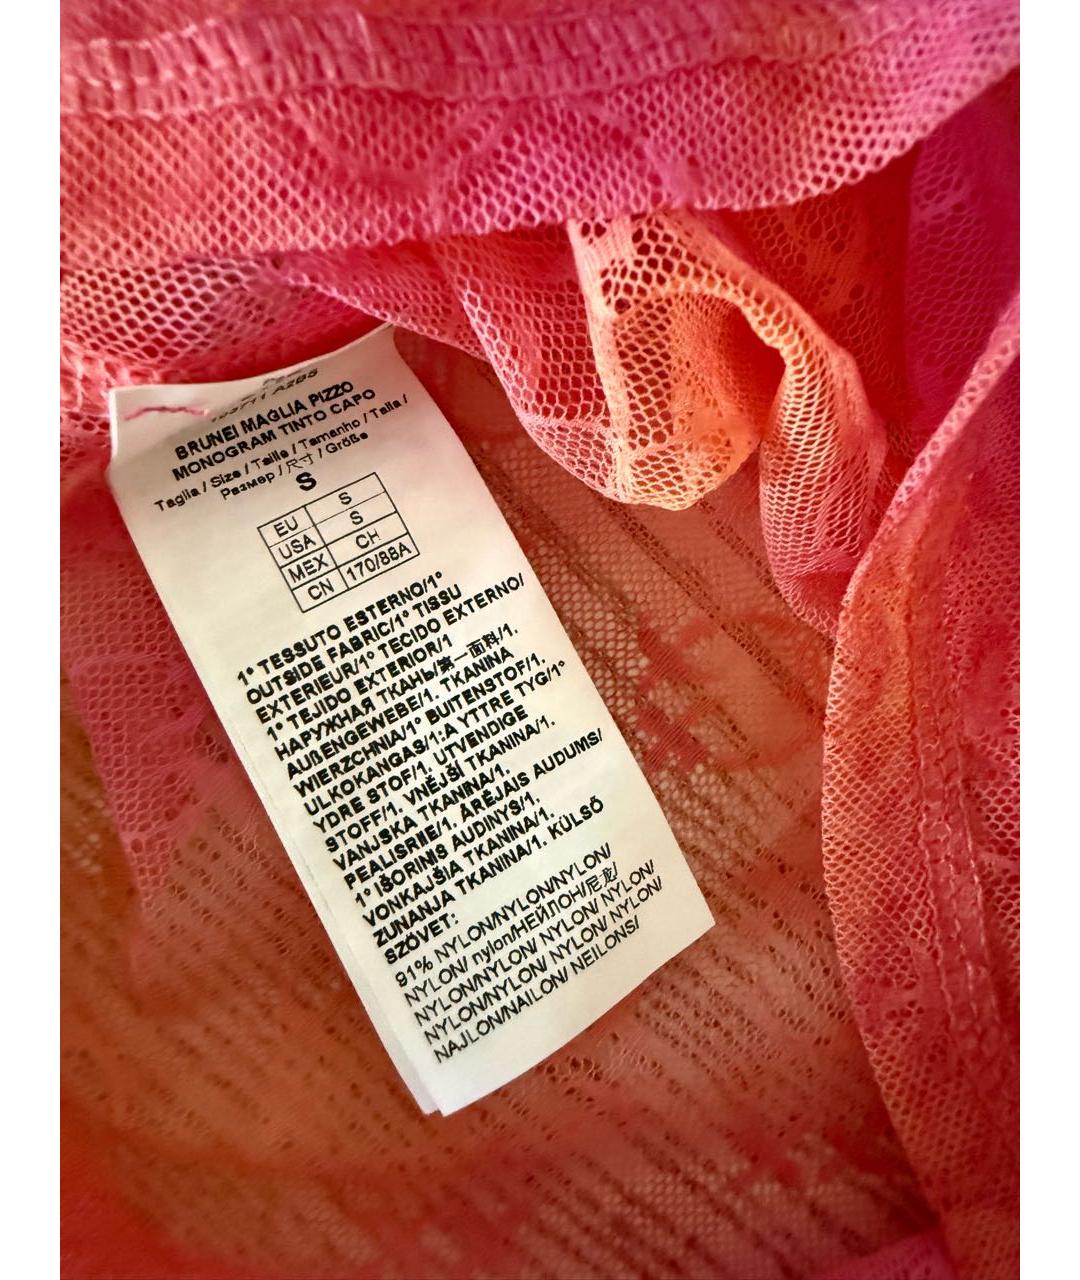 BRUNEI MAGLIA PIZZO
MONOGRAM TINTO CAPO
Taglia / Size / Taille / Tamanho / Talla /
Размер / 尺寸 / Größe
S
EU S
USA S
MEX CH
CN 170/88A
1° TESSUTO ESTERNO/1°
OUTSIDE FABRIC/1° TISSU
EXTERIEUR/1° TECIDO EXTERNO/
1° TEJIDO EXTERIOR/1
НАРУЖНАЯ ТКАНЬ/第一面料/1.
AUßENGEWEBE/1. TKANINA
WIERZCHNIA/1° BUITENSTOF/1.
ULKOKANGAS/1:A YTTRE TYG/1°
YDRE STOF/1. UTVENDIGE
STOFF/1. VNĚJŠÍ TKANINA/1.
VANJSKA TKANINA/1.
PEALISRIIE/1. ĀRĒJAIS AUDUMS/
1° IŠORINIS AUDINYS/1.
VONKAJŠIA TKANINA/1.
ZUNANJA TKANINA/1. KÜLSŐ
SZÖVET:
91% NYLON/NYLON/NYLON/
NYLON/ nylon/НЕЙЛОН/尼龙/
NYLON/NYLON/ NYLON/ NYLON/
NYLON/NYLON/ NYLON/ NYLON/
NAJLON/NAILON/ NEILONS/